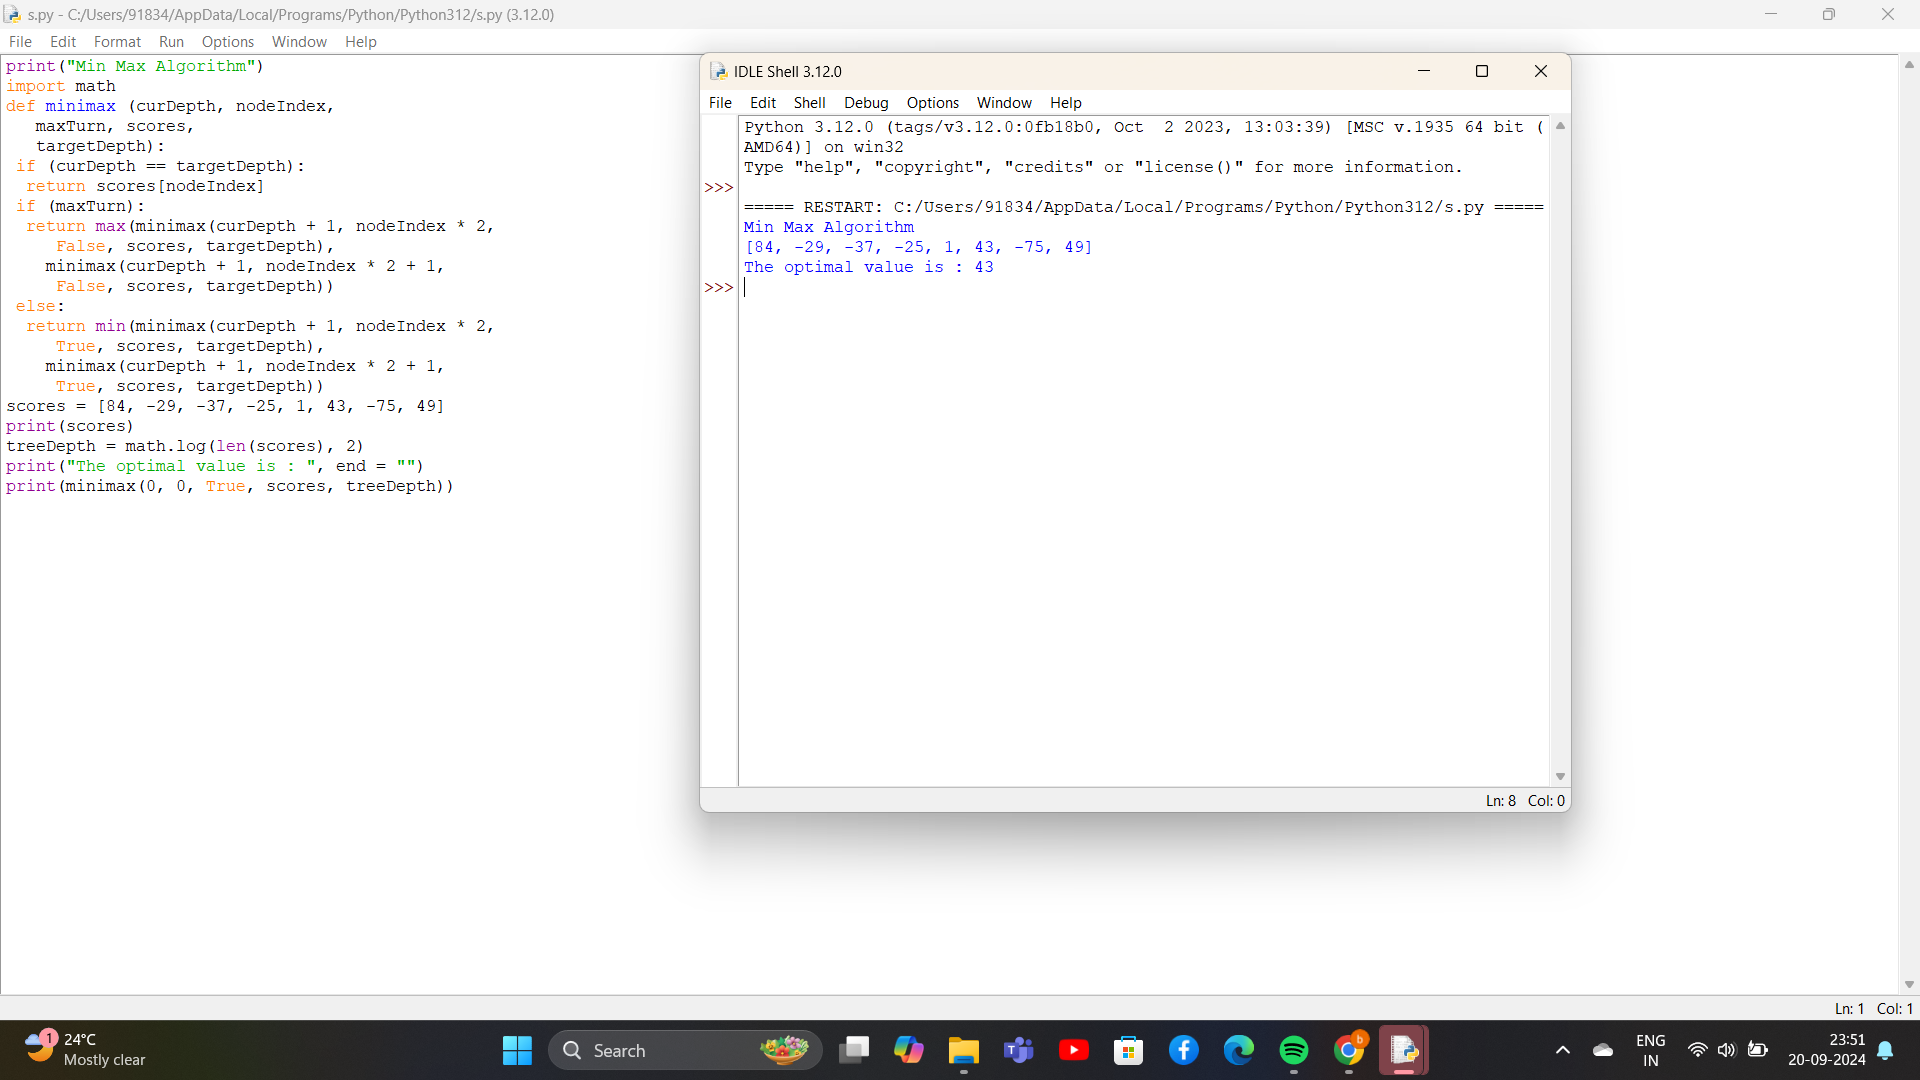 s.py - C:/Users/91834/AppData/Local/Programs/Python/Python312/s.py (3.12.0)
File Edit Format Run Options Window Help
print("Min Max Algorithm")
import math
def minimax (curDepth, nodeIndex,
   maxTurn, scores,
   targetDepth):
 if (curDepth == targetDepth):
  return scores[nodeIndex]
 if (maxTurn):
  return max(minimax(curDepth + 1, nodeIndex * 2,
     False, scores, targetDepth),
    minimax(curDepth + 1, nodeIndex * 2 + 1,
     False, scores, targetDepth))
 else:
  return min(minimax(curDepth + 1, nodeIndex * 2,
     True, scores, targetDepth),
    minimax(curDepth + 1, nodeIndex * 2 + 1,
     True, scores, targetDepth))
scores = [84, -29, -37, -25, 1, 43, -75, 49]
print(scores)
treeDepth = math.log(len(scores), 2)
print("The optimal value is : ", end = "")
print(minimax(0, 0, True, scores, treeDepth))
IDLE Shell 3.12.0
File Edit Shell Debug Options Window Help
Python 3.12.0 (tags/v3.12.0:0fb18b0, Oct  2 2023, 13:03:39) [MSC v.1935 64 bit (
AMD64)] on win32
Type "help", "copyright", "credits" or "license()" for more information.
>>>
===== RESTART: C:/Users/91834/AppData/Local/Programs/Python/Python312/s.py =====
Min Max Algorithm
[84, -29, -37, -25, 1, 43, -75, 49]
The optimal value is : 43
>>>
Ln: 8 Col: 0
Ln: 1 Col: 1
1
24°C
Mostly clear
Search
b
ENG
IN
23:51
20-09-2024